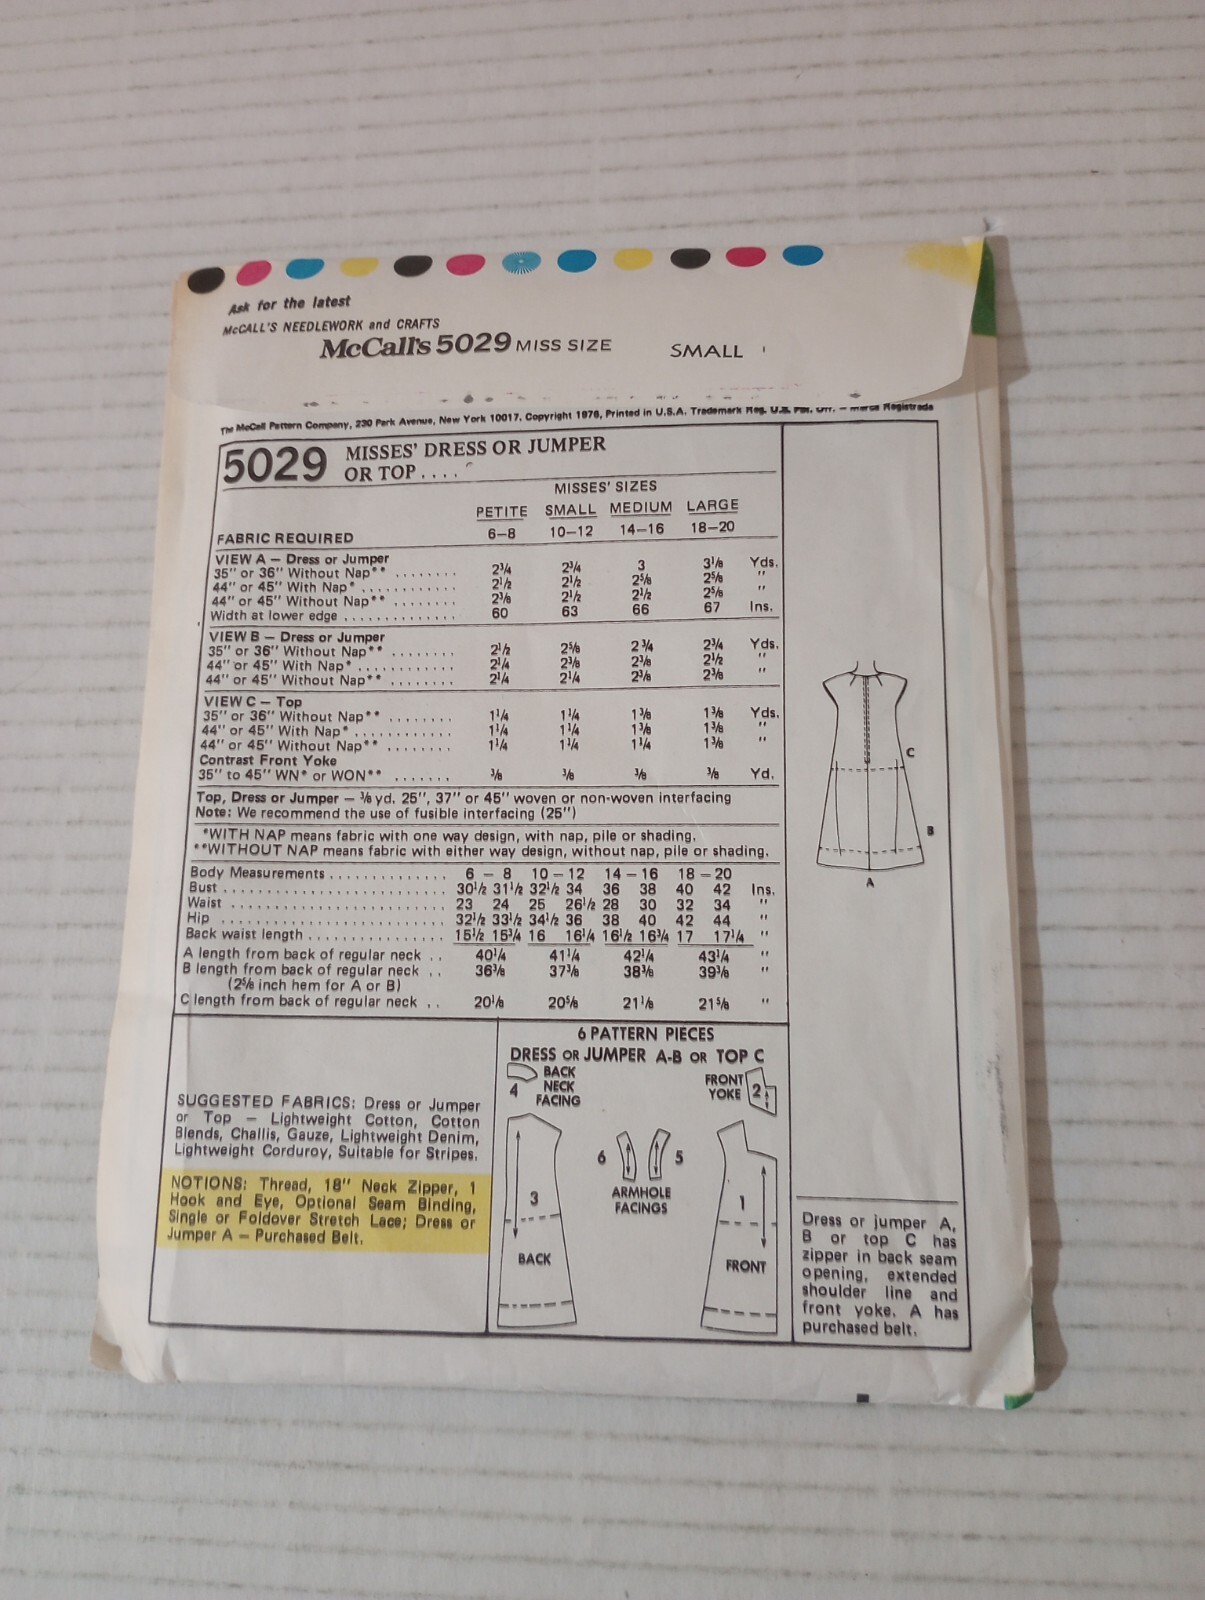 Ask for the latest
McCALL'S NEEDLEWORK and CRAFTS
McCall's 5029 MISS SIZE SMALL
The McCall Pattern Company, 230 Park Avenue, New York 10017. Copyright 1976, Printed in U.S.A. Trademark Reg. U.S. Pat. Off. – Marca Registrada
5029 MISSES' DRESS OR JUMPER
OR TOP ....
MISSES' SIZES
PETITE SMALL MEDIUM LARGE
FABRIC REQUIRED 6–8 10–12 14–16 18–20
VIEW A – Dress or Jumper
35" or 36" Without Nap** ........ 2¾ 2¾ 3 3⅛ Yds.
44" or 45" With Nap* ............ 2½ 2½ 2⅝ 2⅝ "
44" or 45" Without Nap** ........ 2⅜ 2½ 2½ 2⅝ "
Width at lower edge .............. 60 63 66 67 Ins.
VIEW B – Dress or Jumper
35" or 36" Without Nap** ........ 2½ 2⅝ 2¾ 2¾ Yds.
44" or 45" With Nap* ............ 2¼ 2⅜ 2⅜ 2½ "
44" or 45" Without Nap** ........ 2¼ 2¼ 2⅜ 2⅜ "
VIEW C – Top
35" or 36" Without Nap** ........ 1¼ 1¼ 1⅜ 1⅜ Yds.
44" or 45" With Nap* ............ 1¼ 1¼ 1⅜ 1⅜ "
44" or 45" Without Nap** ........ 1¼ 1¼ 1¼ 1⅜ "
Contrast Front Yoke
35" to 45" WN* or WON** ....... ⅜ ⅜ ⅜ ⅜ Yd.
Top, Dress or Jumper – ⅜ yd. 25", 37" or 45" woven or non-woven interfacing
Note: We recommend the use of fusible interfacing (25")
*WITH NAP means fabric with one way design, with nap, pile or shading.
**WITHOUT NAP means fabric with either way design, without nap, pile or shading.
Body Measurements .............. 6 – 8 10 – 12 14 – 16 18 – 20
Bust ........................... 30½ 31½ 32½ 34 36 38 40 42 Ins.
Waist .......................... 23 24 25 26½ 28 30 32 34 "
Hip ............................ 32½ 33½ 34½ 36 38 40 42 44 "
Back waist length ................ 15½ 15¾ 16 16¼ 16½ 16¾ 17 17¼ "
A length from back of regular neck .. 40¼ 41¼ 42¼ 43¼ "
B length from back of regular neck .. 36⅜ 37⅜ 38⅜ 39⅜ "
(2⅝ inch hem for A or B)
C length from back of regular neck .. 20⅛ 20⅝ 21⅛ 21⅝ "
C
B
A
SUGGESTED FABRICS: Dress or Jumper
or Top – Lightweight Cotton, Cotton
Blends, Challis, Gauze, Lightweight Denim,
Lightweight Corduroy, Suitable for Stripes.
NOTIONS: Thread, 18" Neck Zipper, 1
Hook and Eye, Optional Seam Binding,
Single or Foldover Stretch Lace; Dress or
Jumper A – Purchased Belt.
6 PATTERN PIECES
DRESS OR JUMPER A-B OR TOP C
4 BACK
NECK
FACING
FRONT
YOKE 2
6 5
ARMHOLE
FACINGS
3
BACK
1
FRONT
Dress or jumper A,
B or top C has
zipper in back seam
opening, extended
shoulder line and
front yoke. A has
purchased belt.